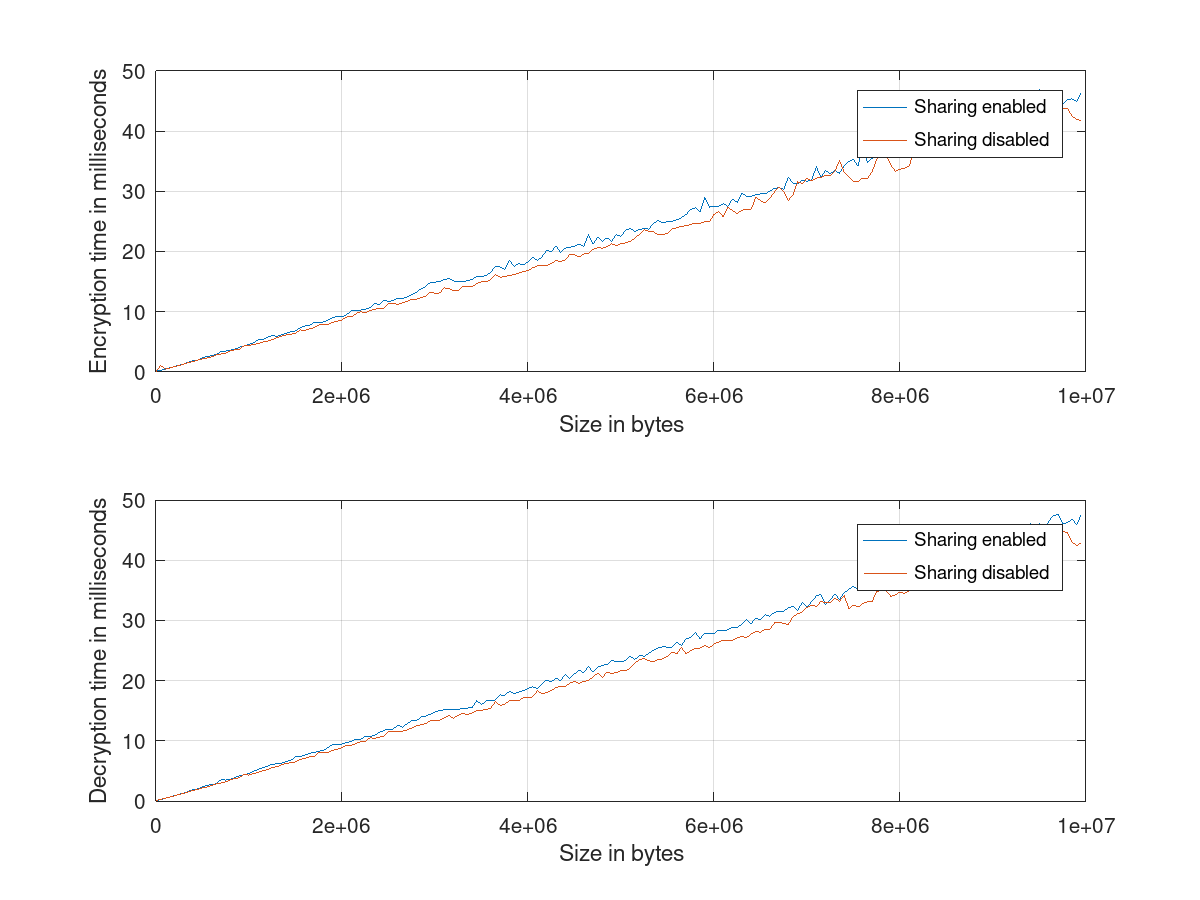 50
40
30
20
10
0
Encryption time in milliseconds
Sharing enabled
Sharing disabled
0 2e+06 4e+06 6e+06 8e+06 1e+07
Size in bytes
50
40
30
20
10
0
Decryption time in milliseconds
Sharing enabled
Sharing disabled
0 2e+06 4e+06 6e+06 8e+06 1e+07
Size in bytes